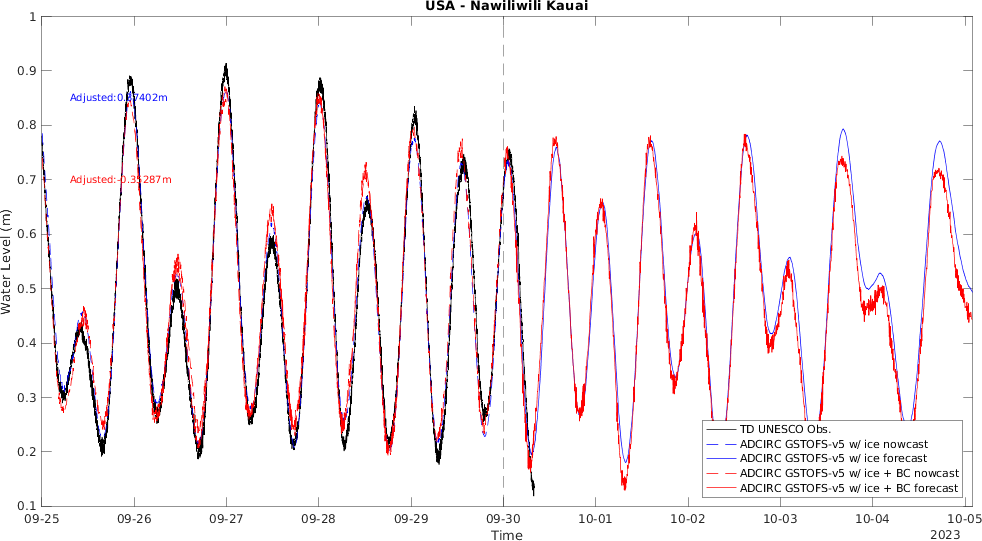 USA - Nawiliwili Kauai
1
0.9
0.8
0.7
0.6
0.5
0.4
0.3
0.2
0.1
Water Level (m)
Adjusted:0.37402m
Adjusted:-0.35287m
TD UNESCO Obs.
ADCIRC GSTOFS-v5 w/ ice nowcast
ADCIRC GSTOFS-v5 w/ ice forecast
ADCIRC GSTOFS-v5 w/ ice + BC nowcast
ADCIRC GSTOFS-v5 w/ ice + BC forecast
09-25 09-26 09-27 09-28 09-29 09-30 10-01 10-02 10-03 10-04 10-05
Time
2023